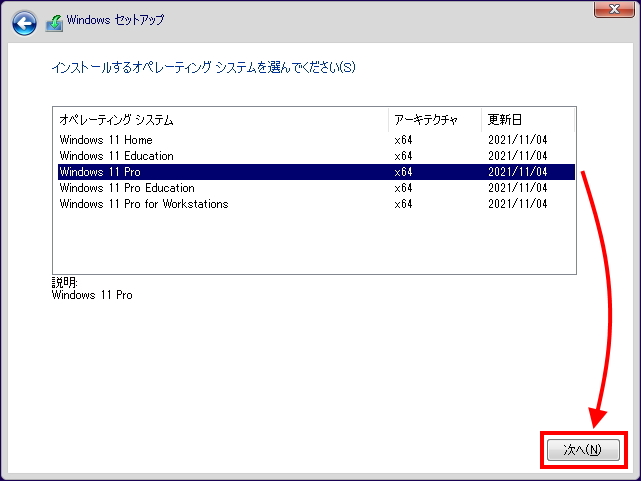 Windows セットアップ
インストールするオペレーティング システムを選んでください(S)
オペレーティング システム アーキテクチャ 更新日
Windows 11 Home x64 2021/11/04
Windows 11 Education x64 2021/11/04
Windows 11 Pro x64 2021/11/04
Windows 11 Pro Education x64 2021/11/04
Windows 11 Pro for Workstations x64 2021/11/04
説明:
Windows 11 Pro
次へ(N)